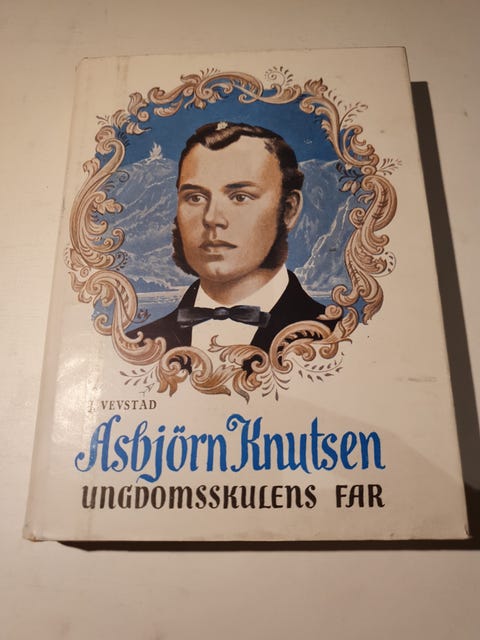 J. VEVSTAD
Asbjörn Knutsen
UNGDOMSSKULENS FAR